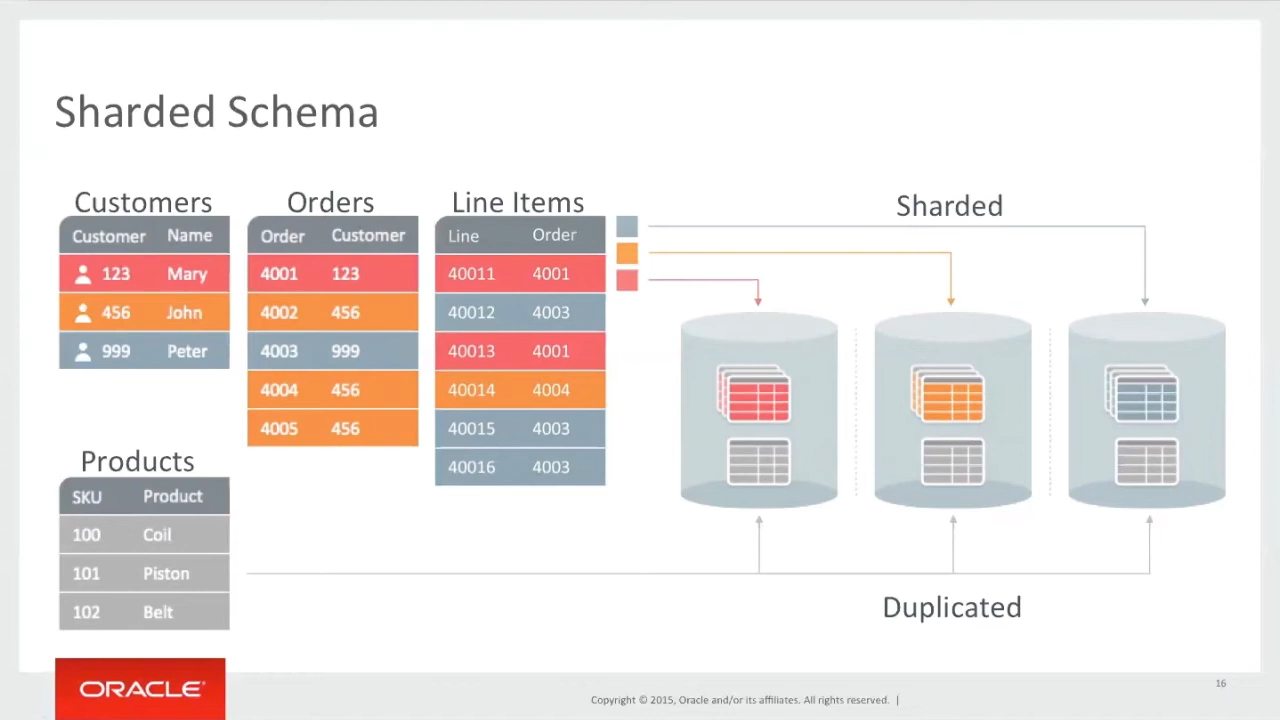 Sharded Schema
Customers
Customer Name
123 Mary
456 John
999 Peter
Orders
Order Customer
4001 123
4002 456
4003 999
4004 456
4005 456
Line Items
Line Order
40011 4001
40012 4003
40013 4001
40014 4004
40015 4003
40016 4003
Sharded
Products
SKU Product
100 Coil
101 Piston
102 Belt
Duplicated
ORACLE®
Copyright © 2015, Oracle and/or its affiliates. All rights reserved. |
16